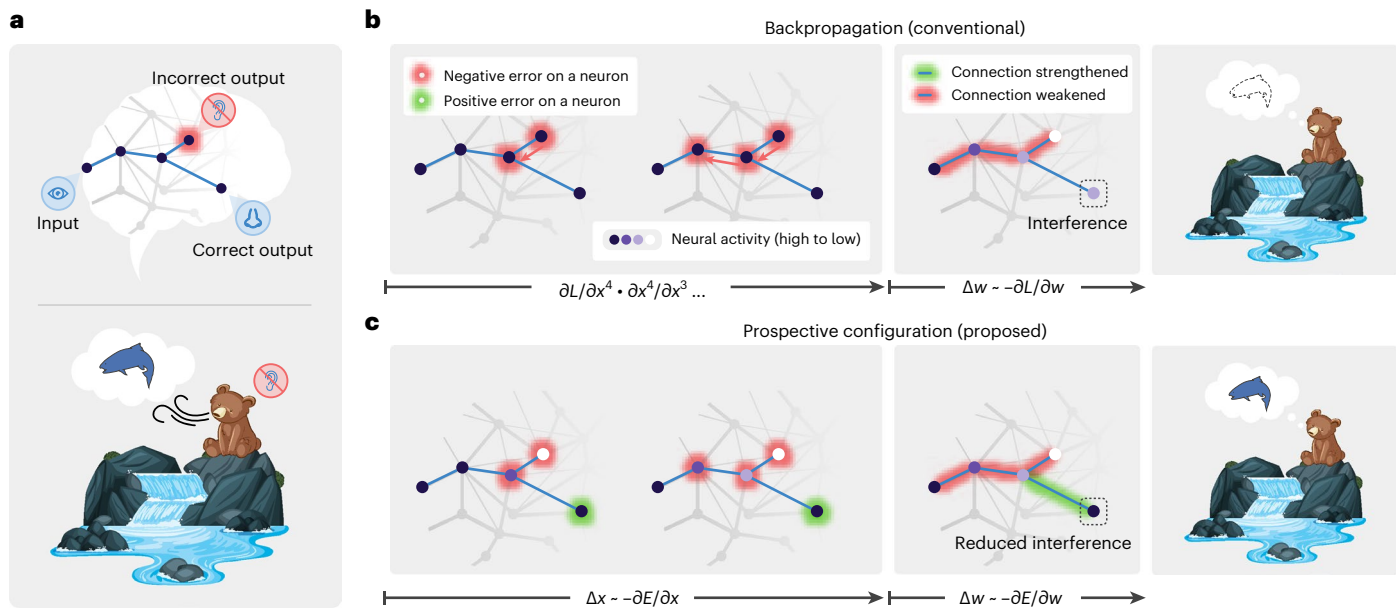 a
Incorrect output
Input
Correct output
b
Backpropagation (conventional)
Negative error on a neuron
Positive error on a neuron
Neural activity (high to low)
Connection strengthened
Connection weakened
Interference
∂L/∂x⁴ • ∂x⁴/∂x³ ...
Δw ~ −∂L/∂w
c
Prospective configuration (proposed)
Reduced interference
Δx ~ −∂E/∂x
Δw ~ −∂E/∂w